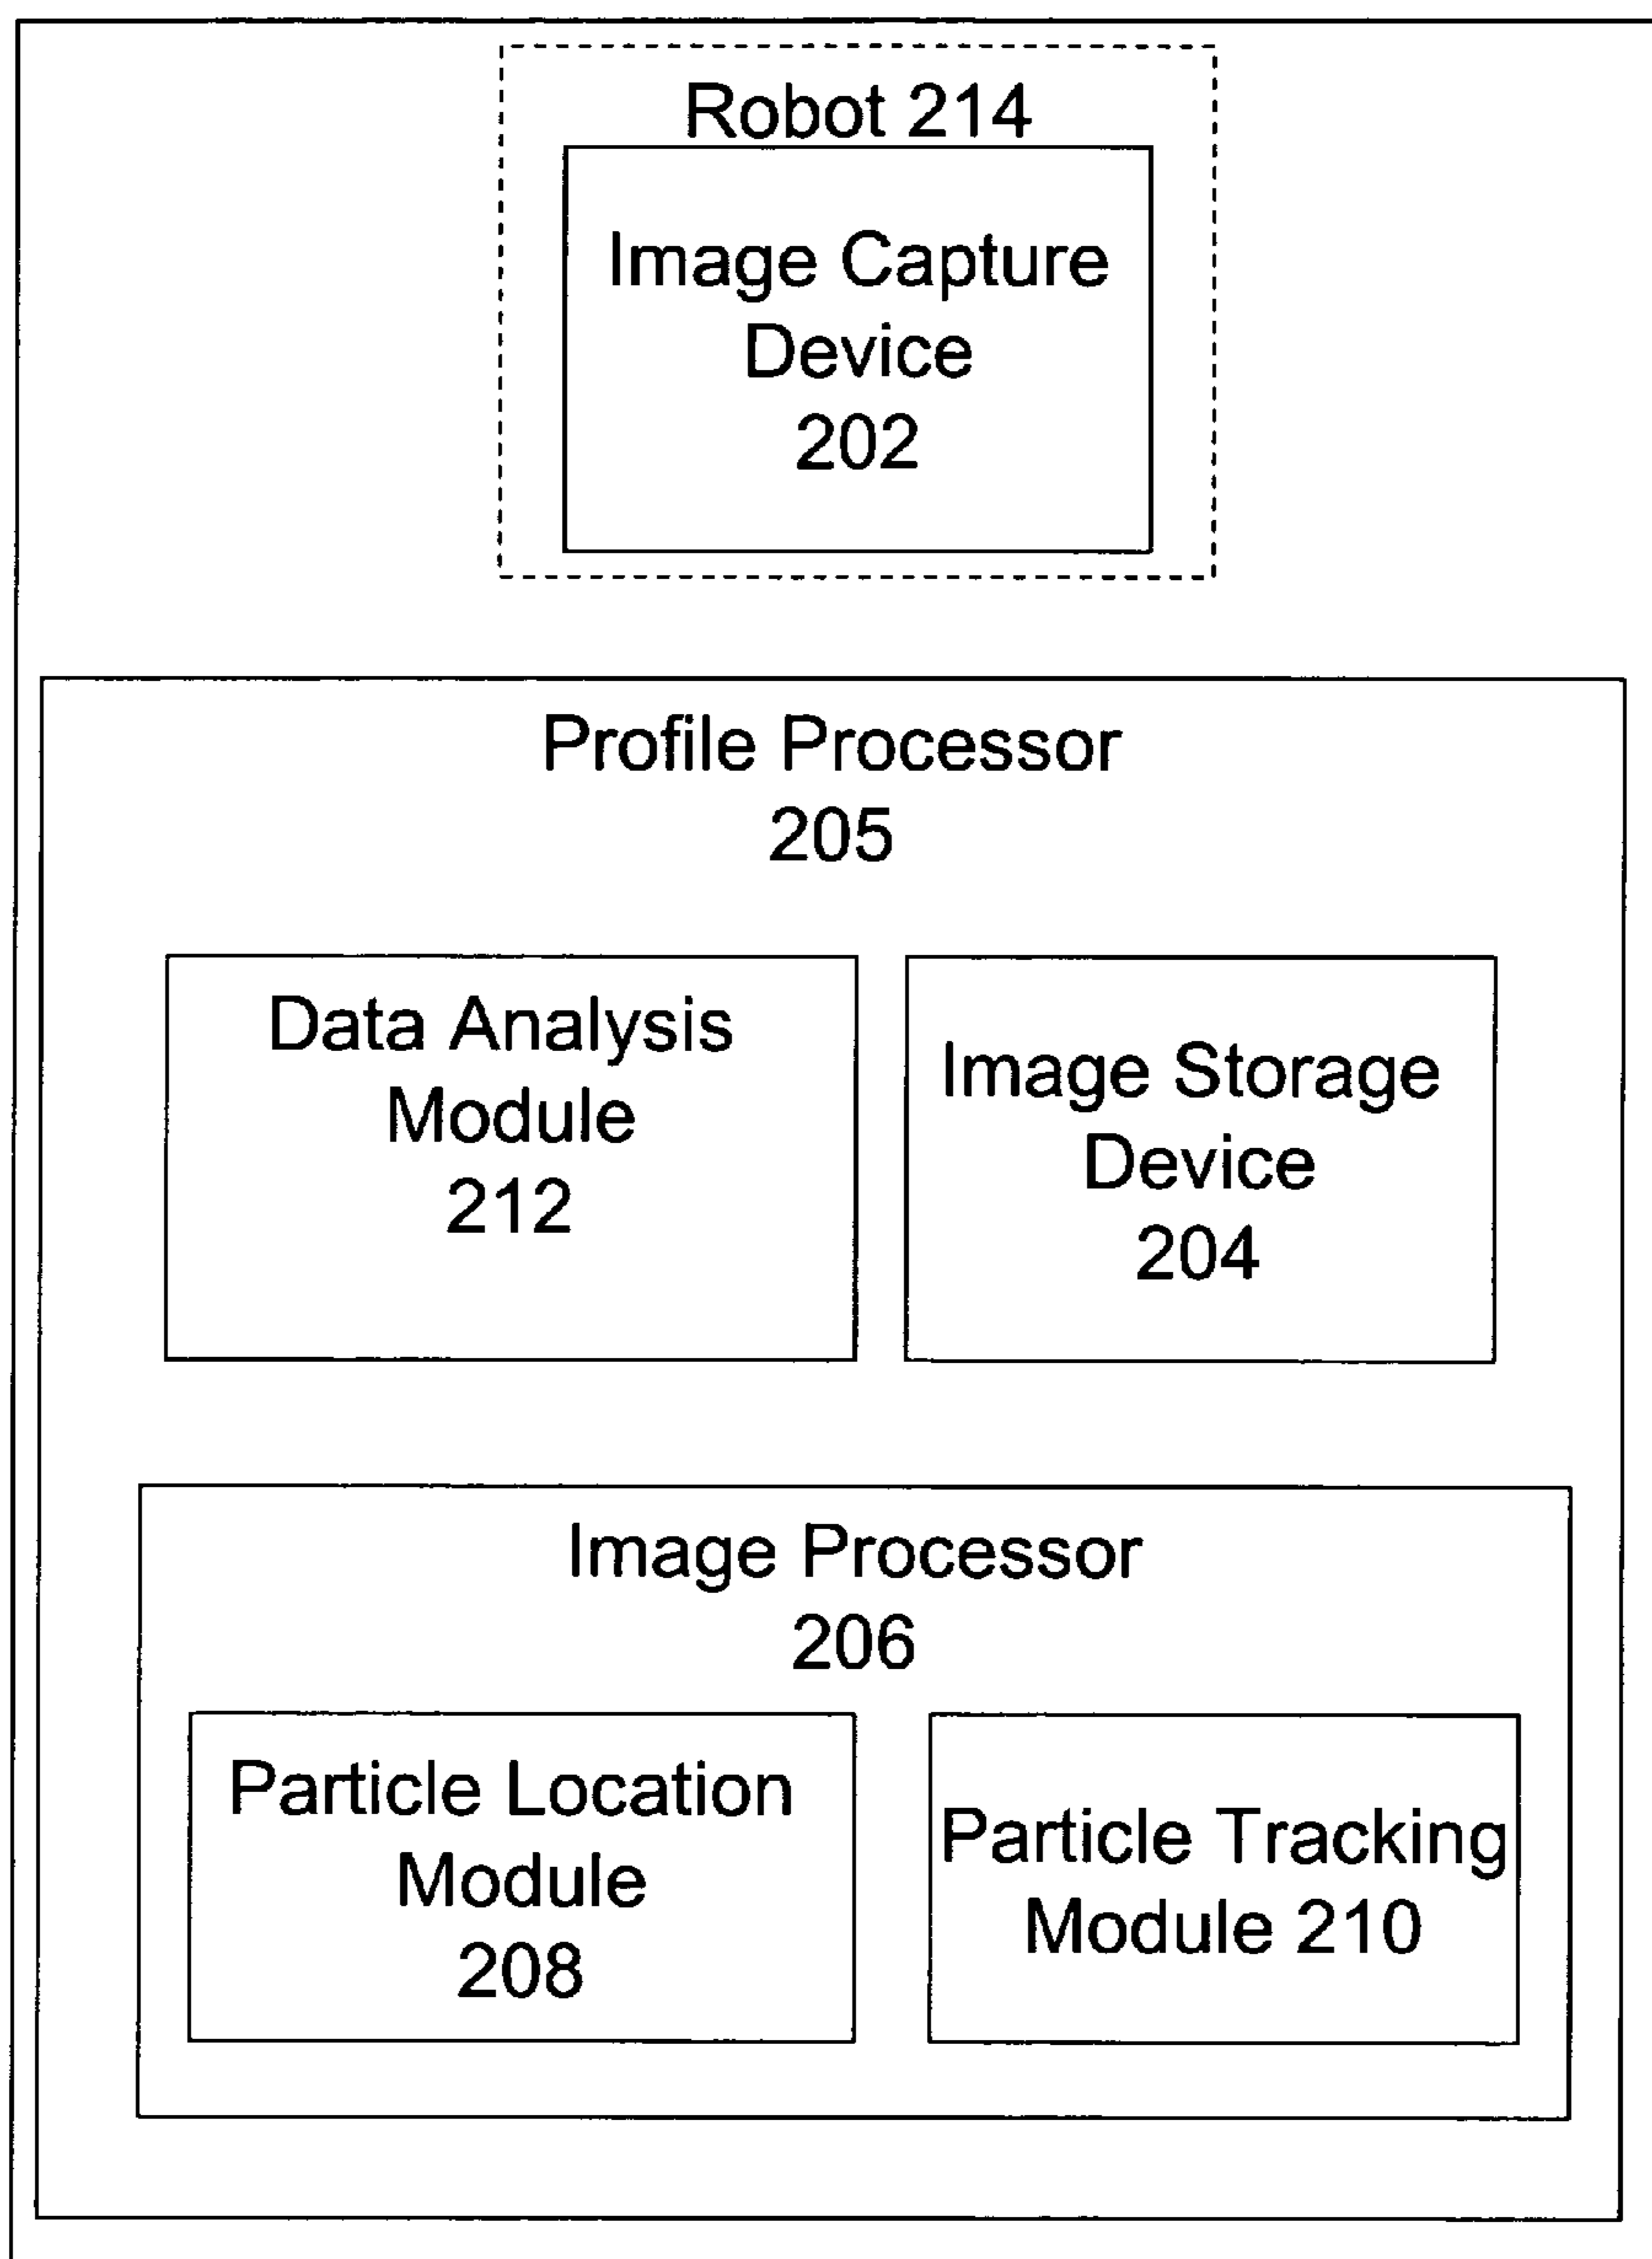 Robot 214
Image Capture
Device
202
Profile Processor
205
Data Analysis
Module
212
Image Storage
Device
204
Image Processor
206
Particle Location
Module
208
Particle Tracking
Module 210